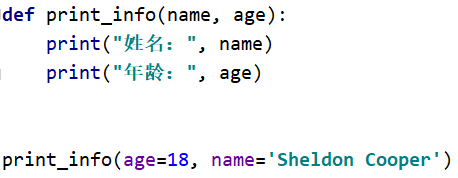 def print_info(name, age):
    print("姓名：", name)
    print("年龄：", age)
print_info(age=18, name='Sheldon Cooper')